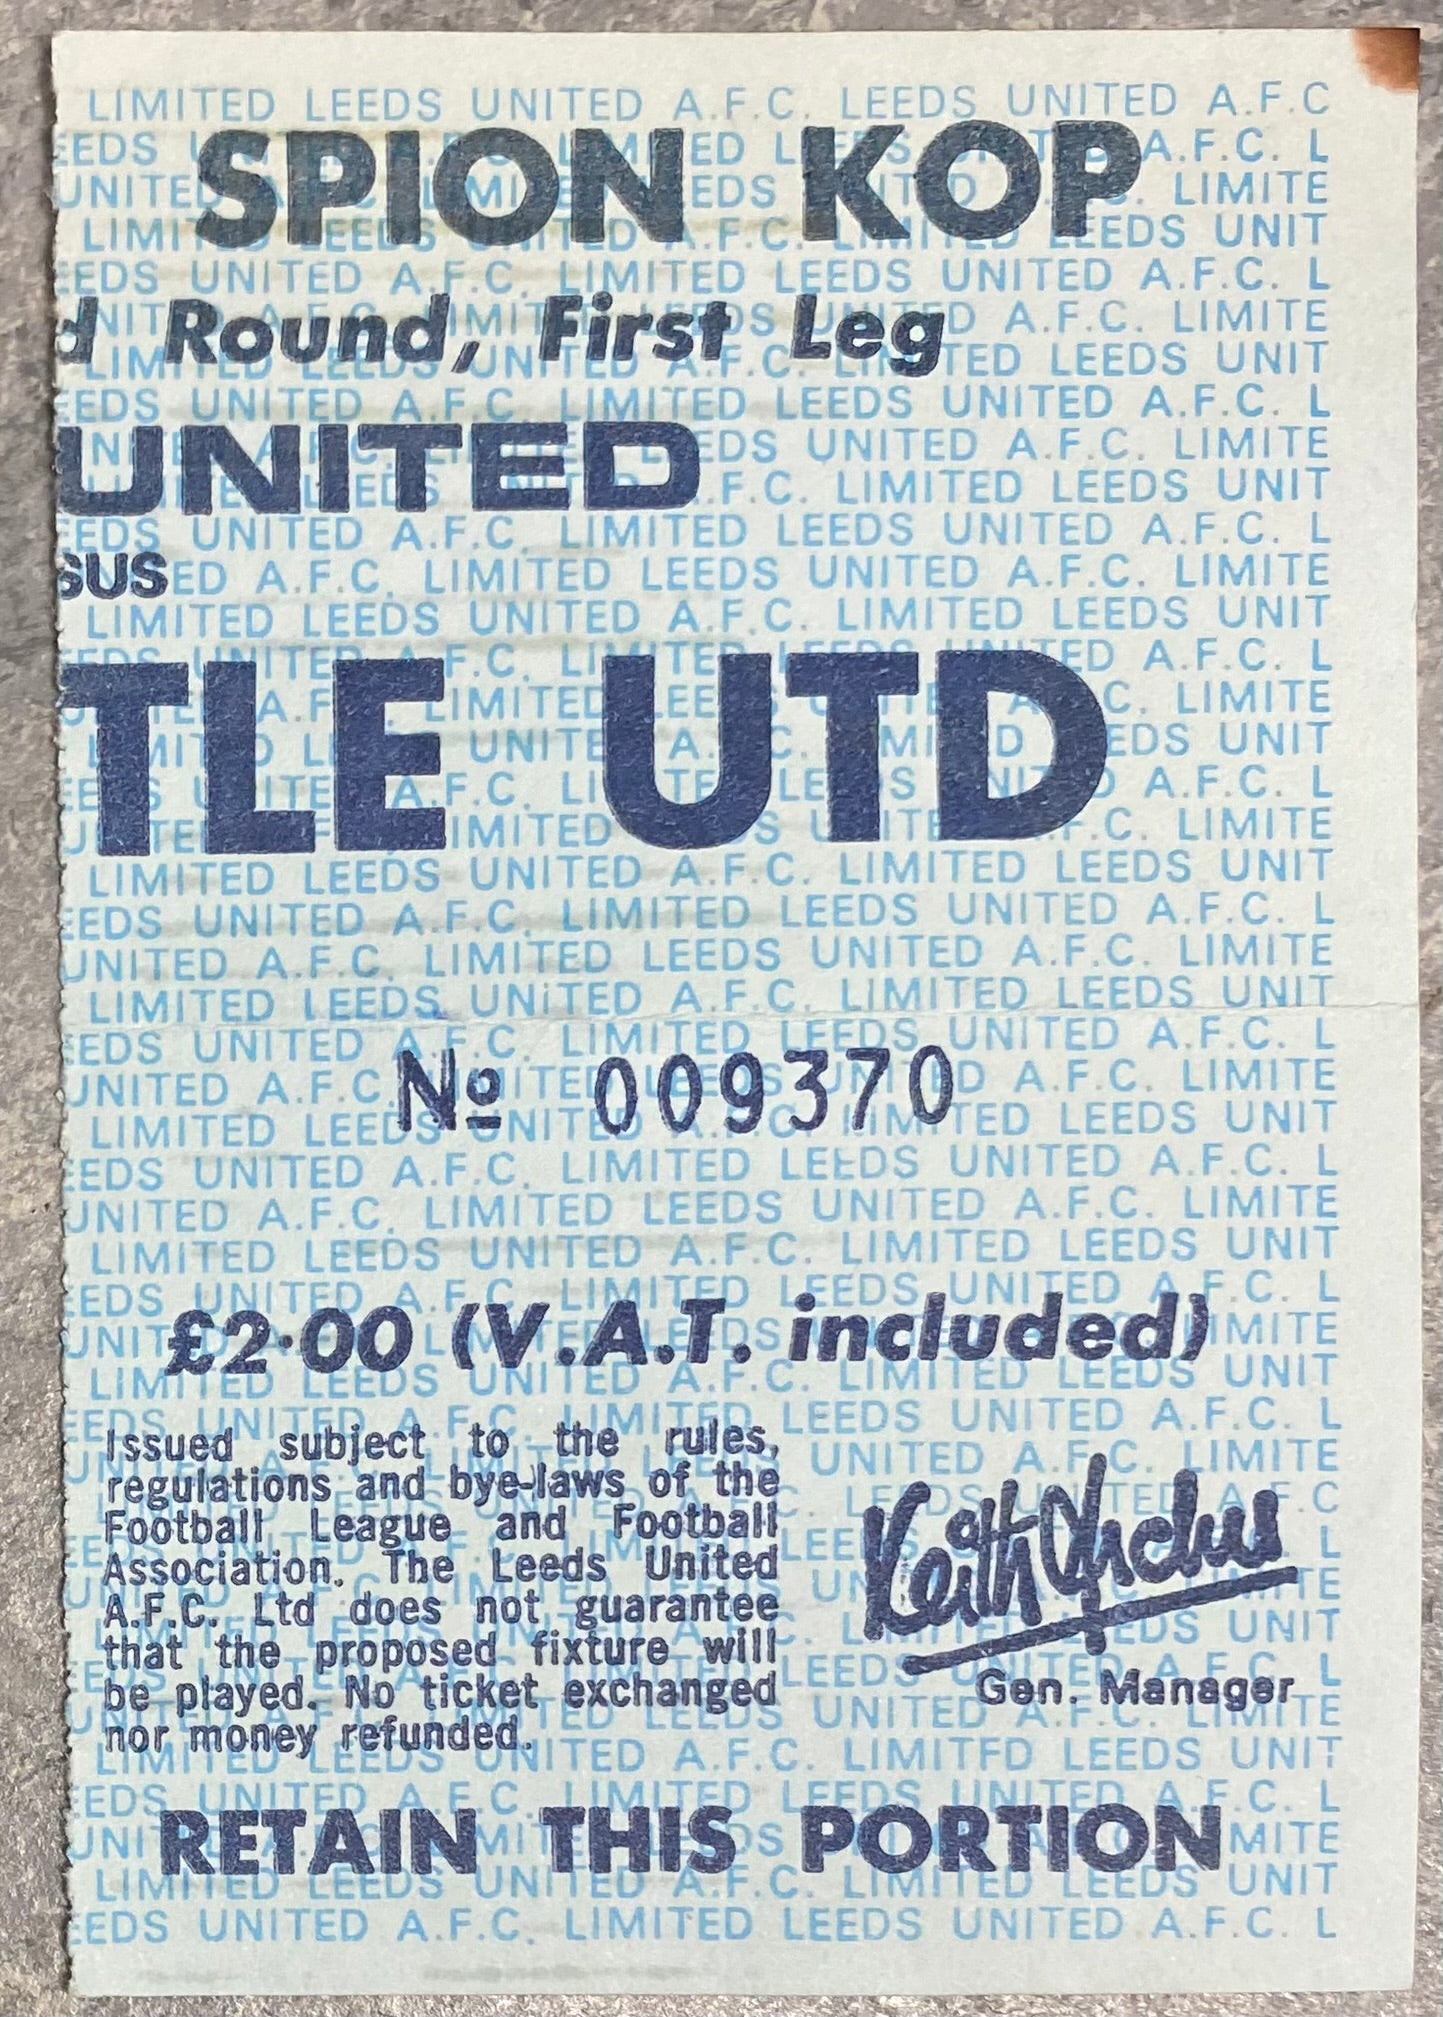 SPION KOP
d Round, First Leg
UNITED
SUS
TLE UTD
No 009370
£2·00 (V.A.T. included)
Issued subject to the rules,
regulations and bye-laws of the
Football League and Football
Association. The Leeds United
A.F.C. Ltd does not guarantee
that the proposed fixture will
be played. No ticket exchanged
nor money refunded.
Keith Archer
Gen. Manager
RETAIN THIS PORTION